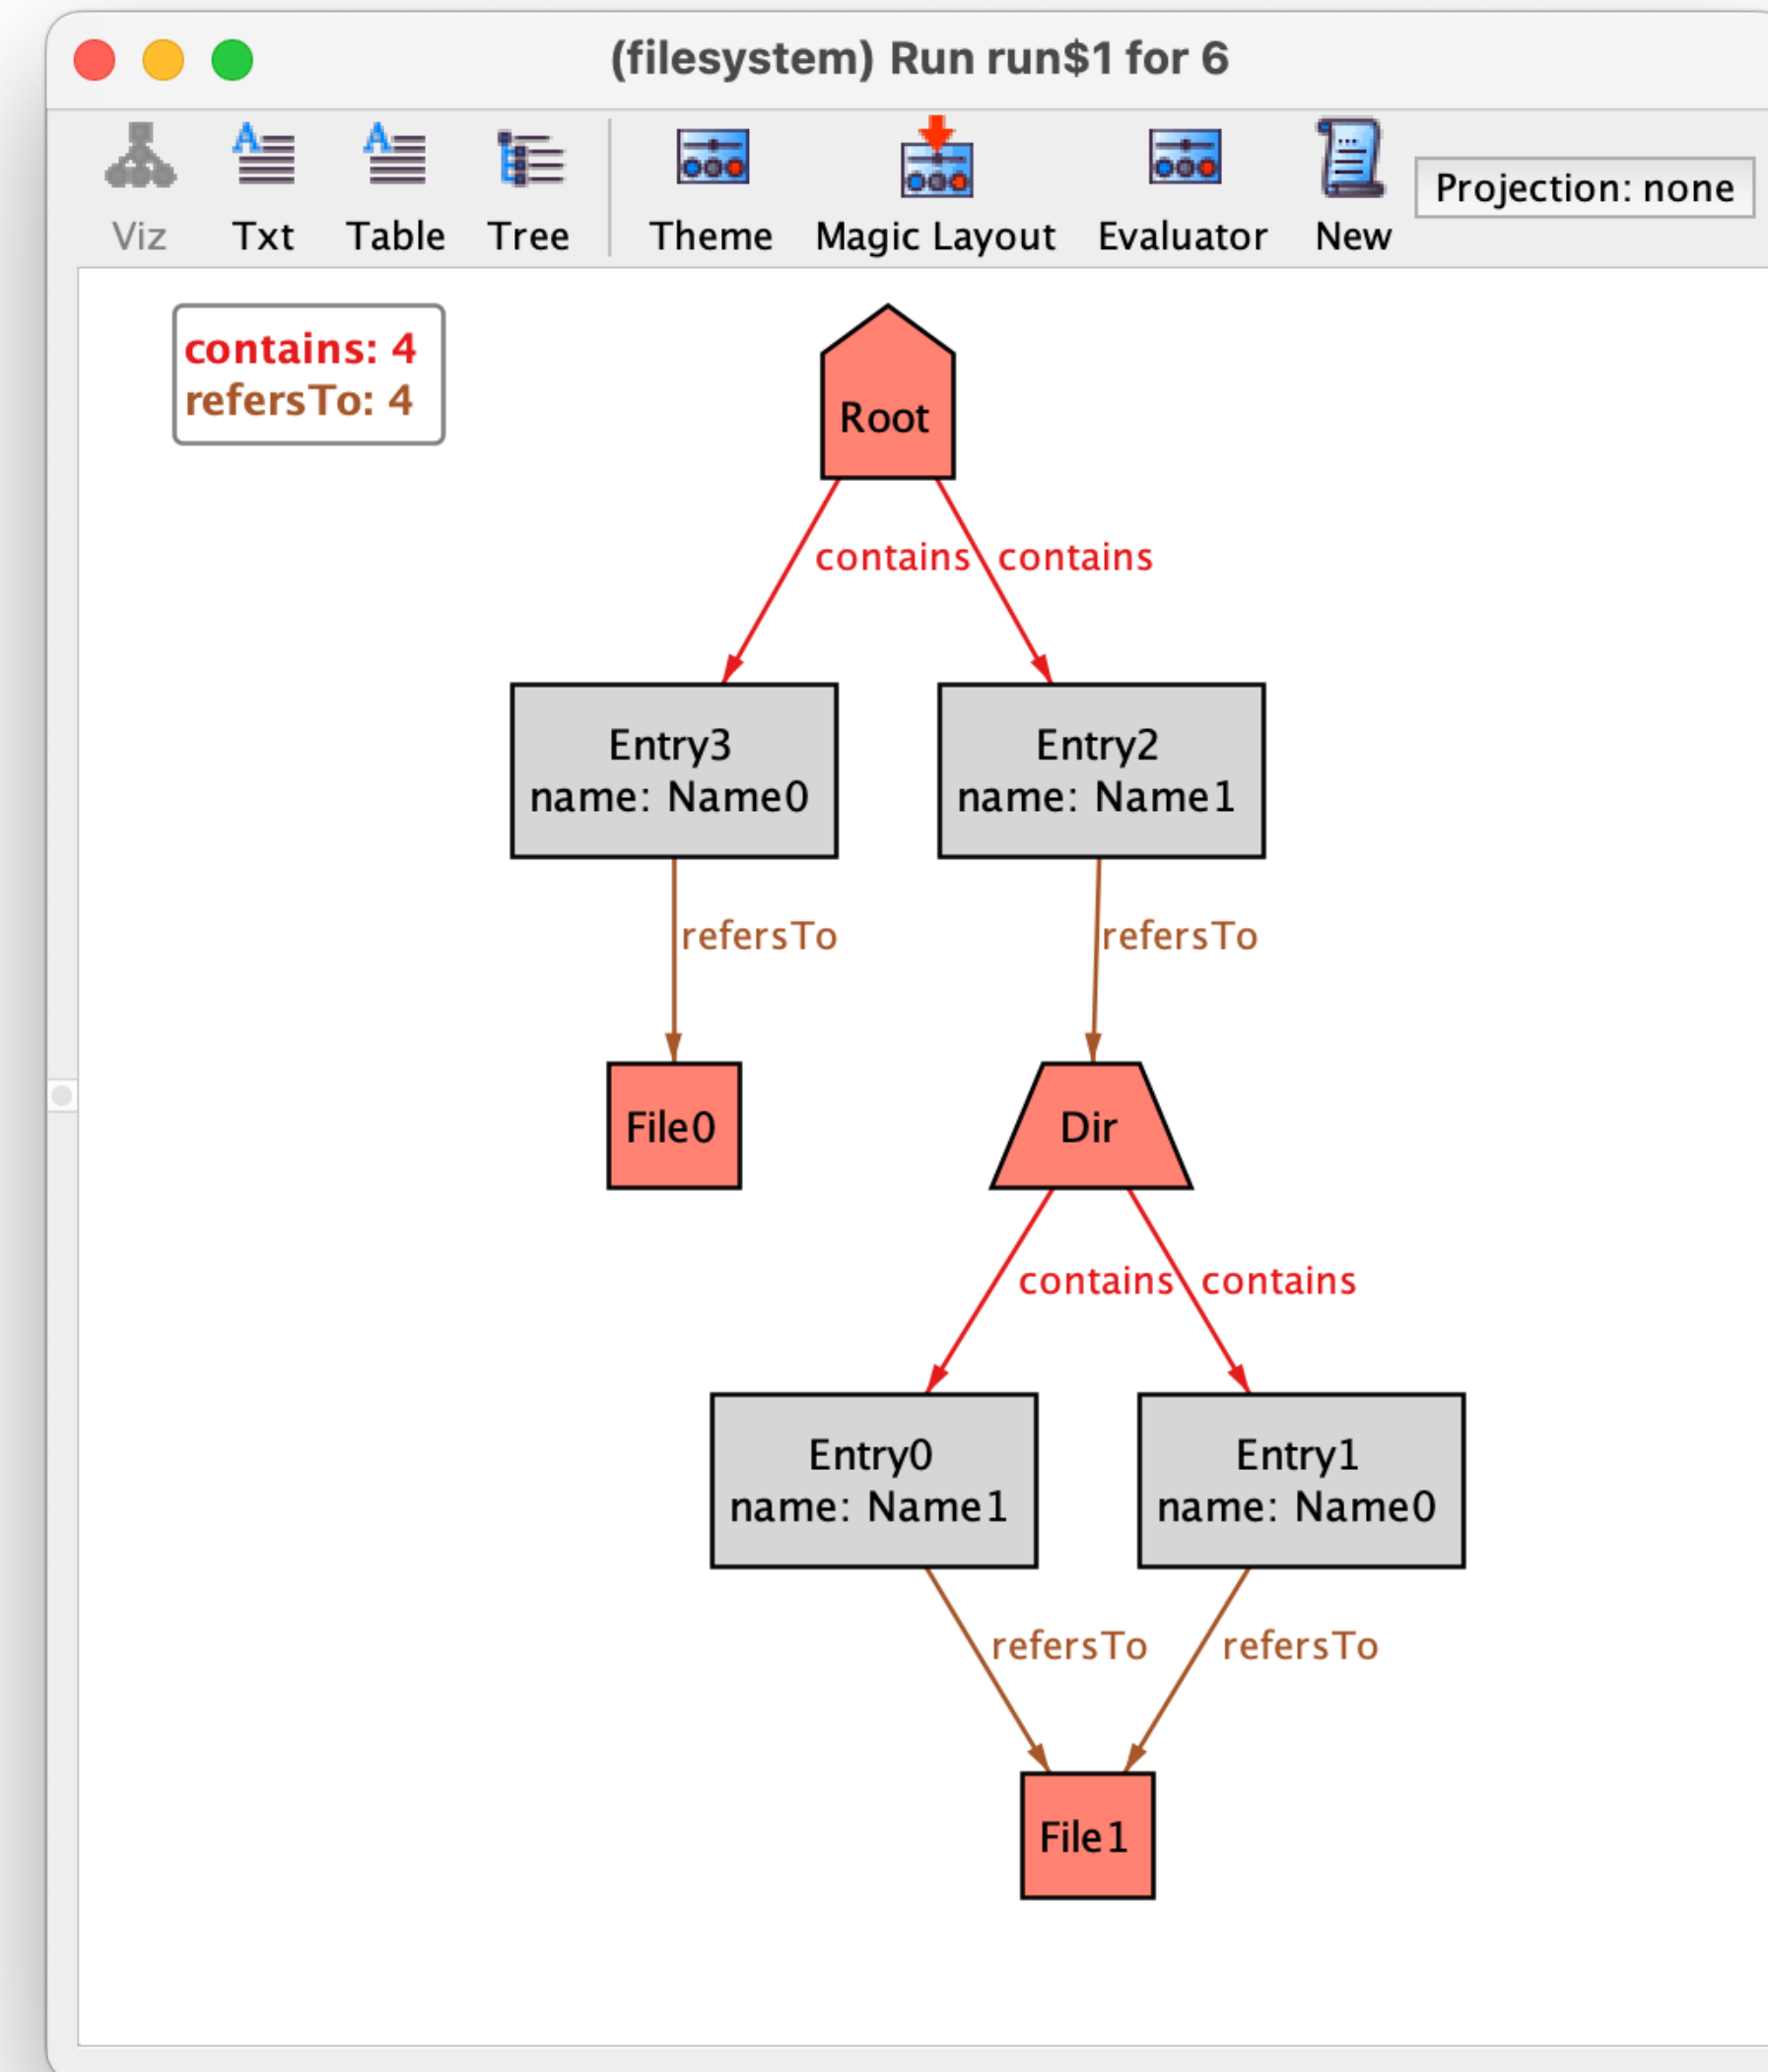 (filesystem) Run run$1 for 6
Viz Txt Table Tree Theme Magic Layout Evaluator New Projection: none
contains: 4
refersTo: 4
Root
contains contains
Entry3
name: Name0
Entry2
name: Name1
refersTo refersTo
File0 Dir
contains contains
Entry0
name: Name1
Entry1
name: Name0
refersTo refersTo
File1